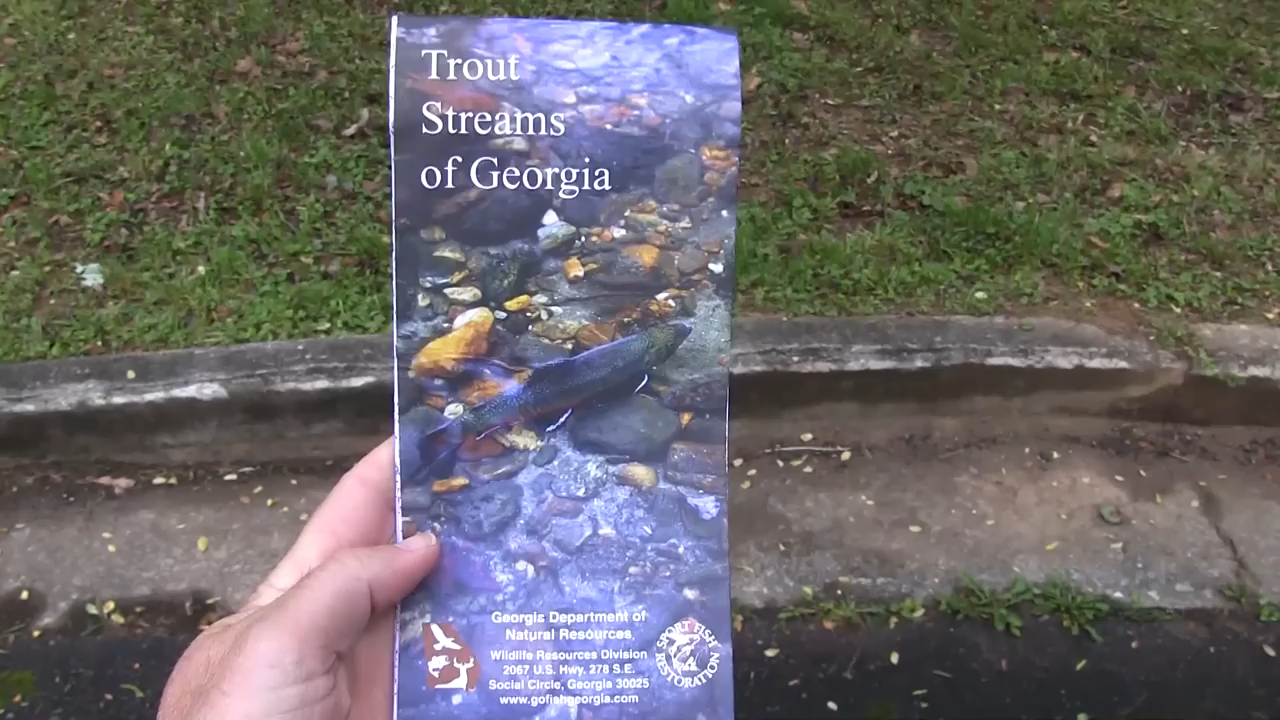 Trout
Streams
of Georgia
Georgia Department of
Natural Resources
Wildlife Resources Division
2067 U.S. Hwy. 278 S.E.
Social Circle, Georgia 30025
www.gofishgeorgia.com
SPORT FISH
RESTORATION